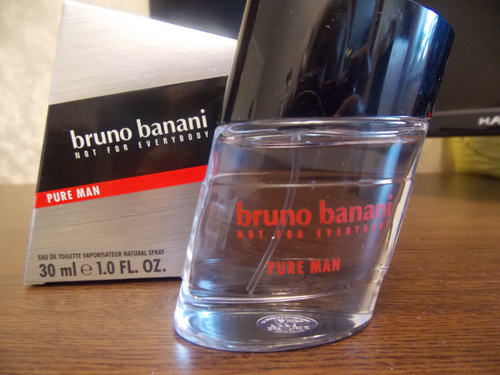 bruno banani
NOT FOR EVERYBODY
PURE MAN
EAU DE TOILETTE VAPORISATEUR NATURAL SPRAY
30 ml e 1.0 FL. OZ.
bruno banani
NOT FOR EVERYBODY
PURE MAN
HA